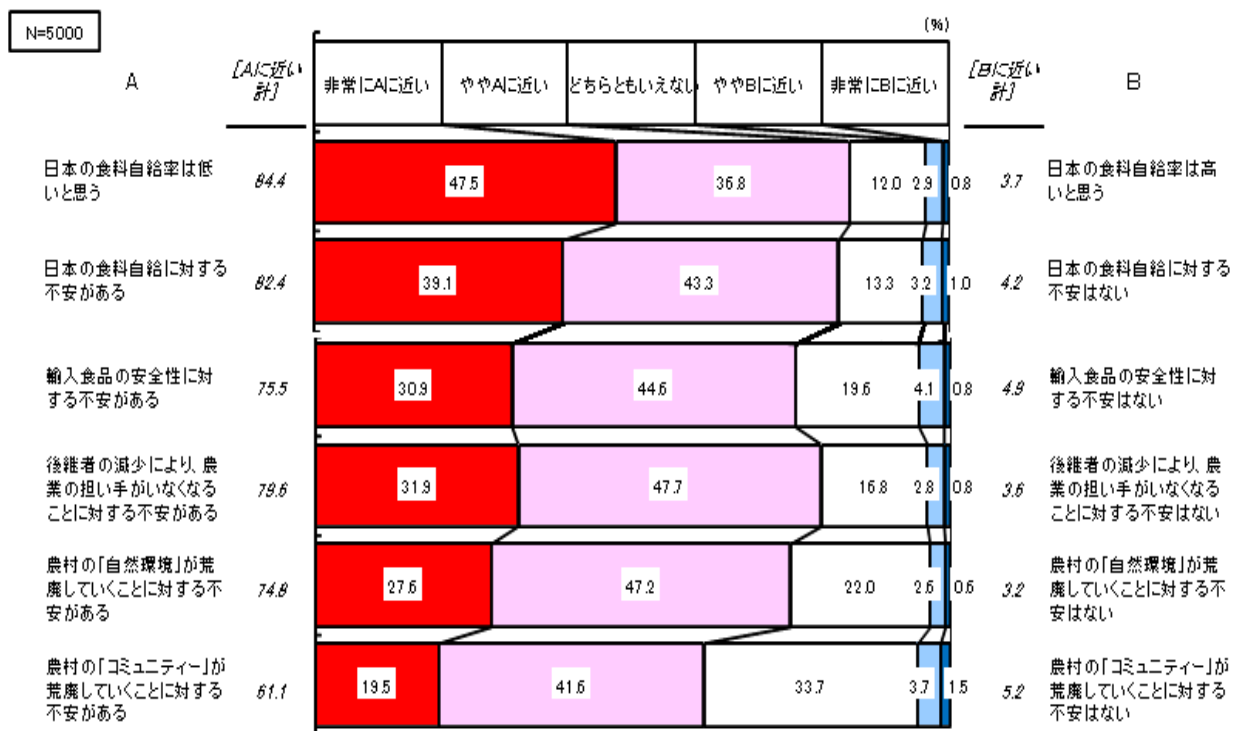 (%)
N=5000
A
[Aに近い
計]
非常にAに近い
ややAに近い
どちらともいえない
ややBに近い
非常にBに近い
[Bに近い
計]
B
日本の食料自給率は低
いと思う
84.4
47.5
36.8
12.0
2.9
0.8
3.7
日本の食料自給率は高
いと思う
日本の食料自給に対する
不安がある
82.4
39.1
43.3
13.3
3.2
1.0
4.2
日本の食料自給に対する
不安はない
輸入食品の安全性に対
する不安がある
75.5
30.9
44.6
19.6
4.1
0.8
4.9
輸入食品の安全性に対
する不安はない
後継者の減少により、農
業の担い手がいなくなる
ことに対する不安がある
79.6
31.9
47.7
16.8
2.8
0.8
3.6
後継者の減少により、農
業の担い手がいなくなる
ことに対する不安はない
農村の「自然環境」が荒
廃していくことに対する不
安がある
74.8
27.6
47.2
22.0
2.6
0.6
3.2
農村の「自然環境」が荒
廃していくことに対する不
安はない
農村の「コミュニティー」が
荒廃していくことに対する
不安がある
61.1
19.5
41.6
33.7
3.7
1.5
5.2
農村の「コミュニティー」が
荒廃していくことに対する
不安はない